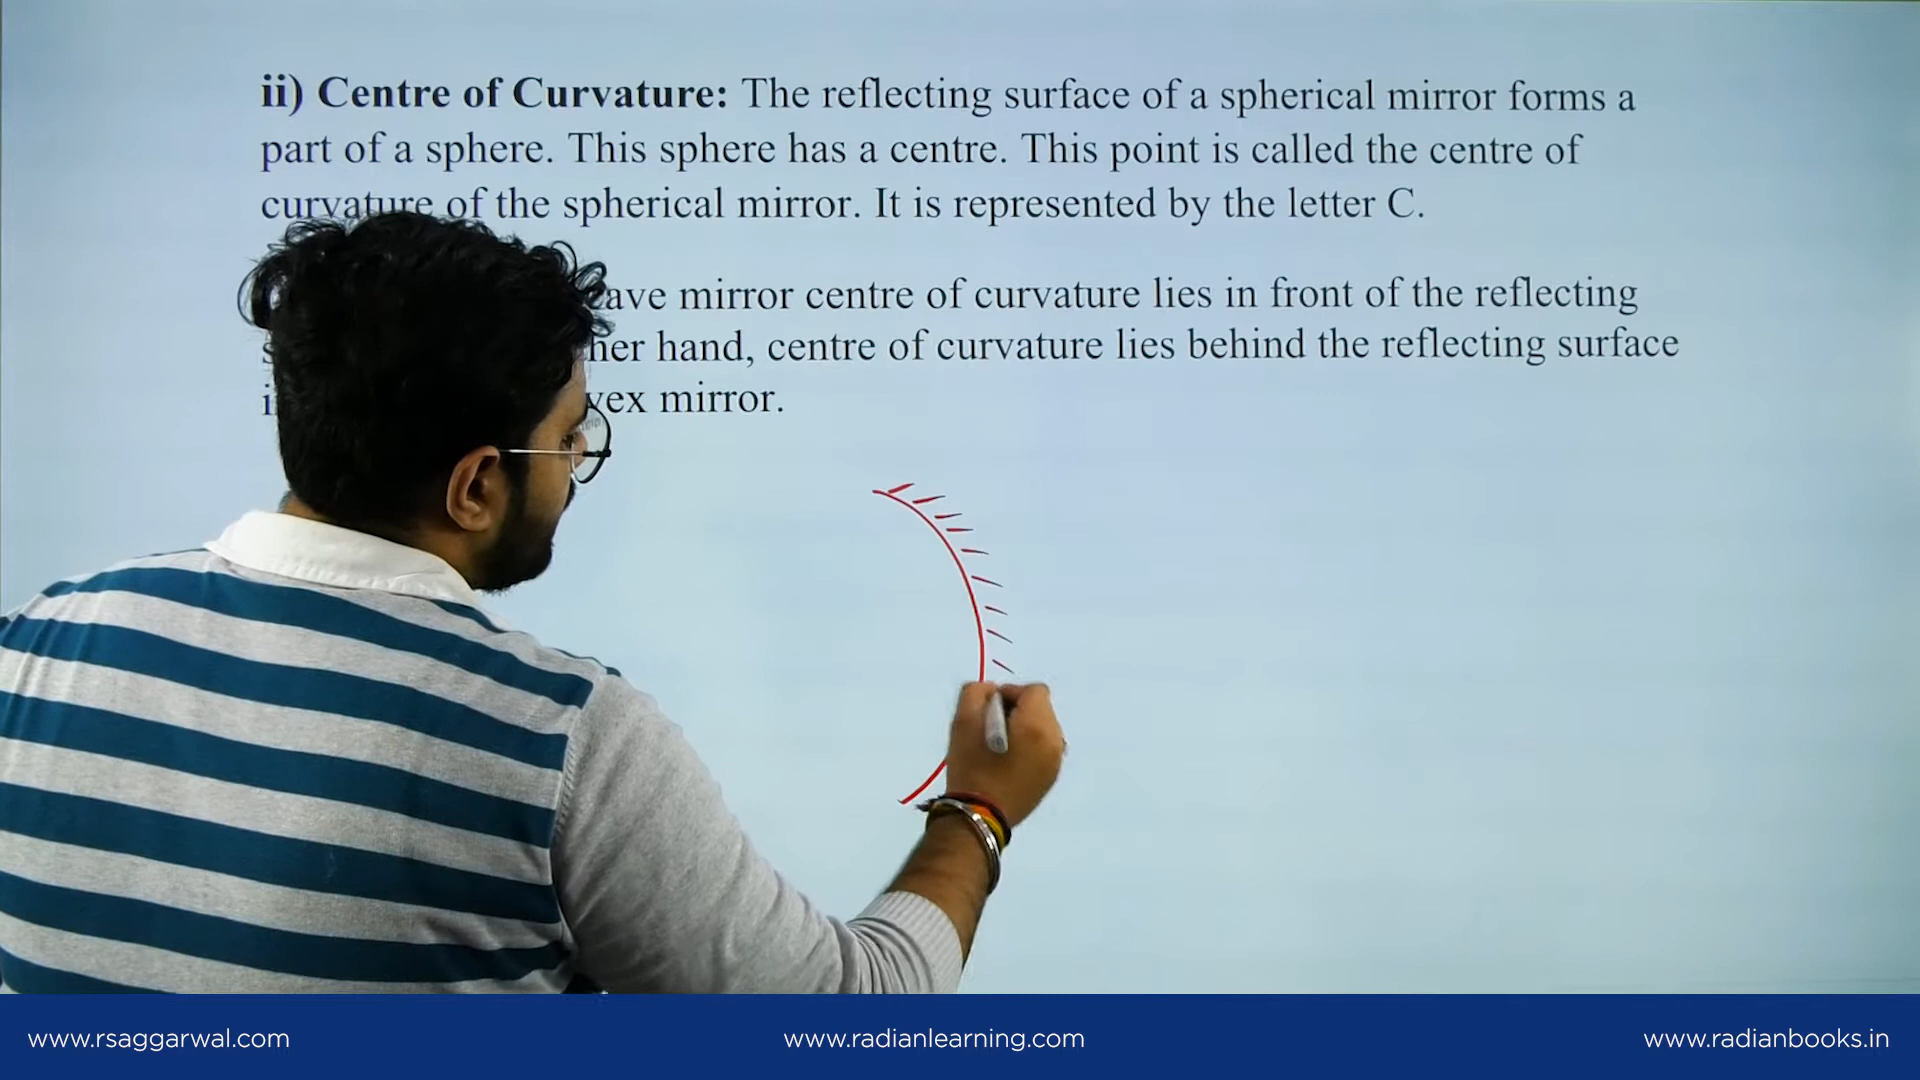 ii) Centre of Curvature: The reflecting surface of a spherical mirror forms a
part of a sphere. This sphere has a centre. This point is called the centre of
curvature of the spherical mirror. It is represented by the letter C.
mirror centre of curvature lies in front of the reflecting
hand, centre of curvature lies behind the reflecting surface
mirror.
www.rsaggarwal.com
www.radianlearning.com
www.radianbooks.in